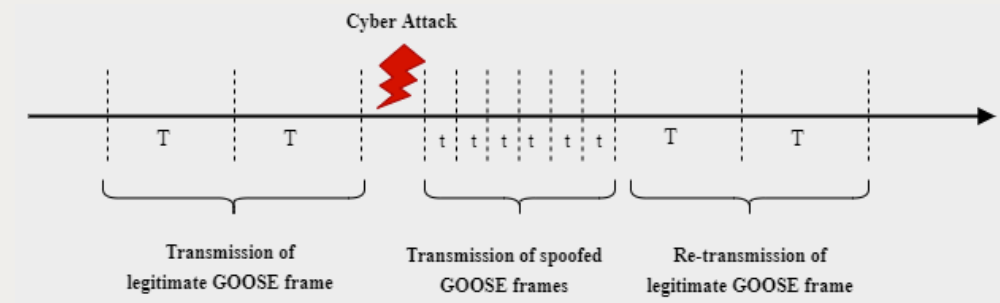 Cyber Attack
T T t t t t t t T T
Transmission of
legitimate GOOSE frame
Transmission of spoofed
GOOSE frames
Re-transmission of
legitimate GOOSE frame